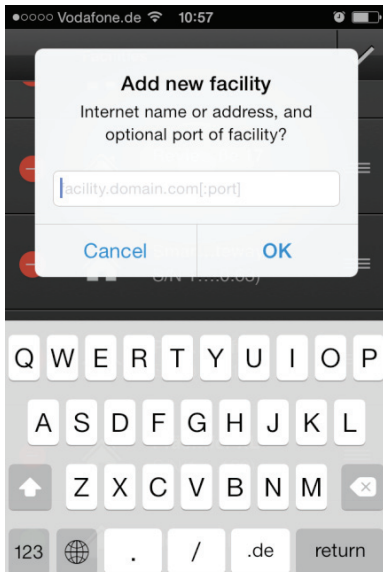 Vodafone.de 10:57
Add new facility
Internet name or address, and
optional port of facility?
facility.domain.com[:port]
Cancel OK
Q W E R T Y U I O P
A S D F G H J K L
Z X C V B N M
123 . / .de return